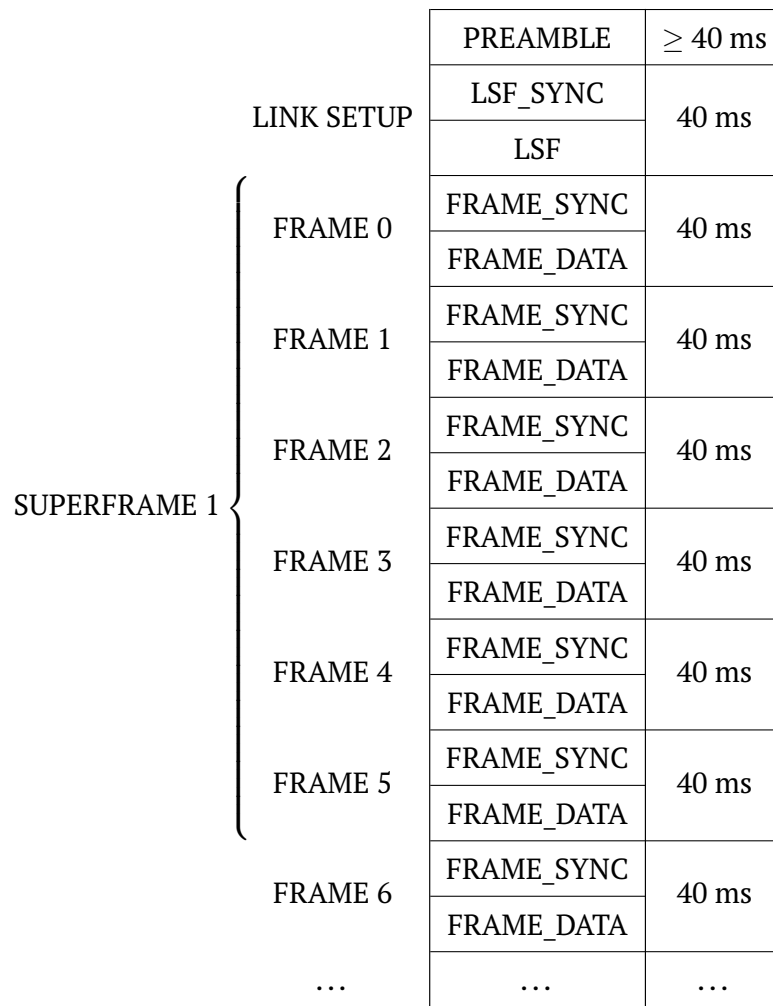 PREAMBLE ≥ 40 ms
LSF_SYNC
LINK SETUP 40 ms
LSF
FRAME_SYNC
FRAME 0 40 ms
FRAME_DATA
FRAME_SYNC
FRAME 1 40 ms
FRAME_DATA
FRAME_SYNC
FRAME 2 40 ms
FRAME_DATA
SUPERFRAME 1
FRAME_SYNC
FRAME 3 40 ms
FRAME_DATA
FRAME_SYNC
FRAME 4 40 ms
FRAME_DATA
FRAME_SYNC
FRAME 5 40 ms
FRAME_DATA
FRAME_SYNC
FRAME 6 40 ms
FRAME_DATA
... ... ...